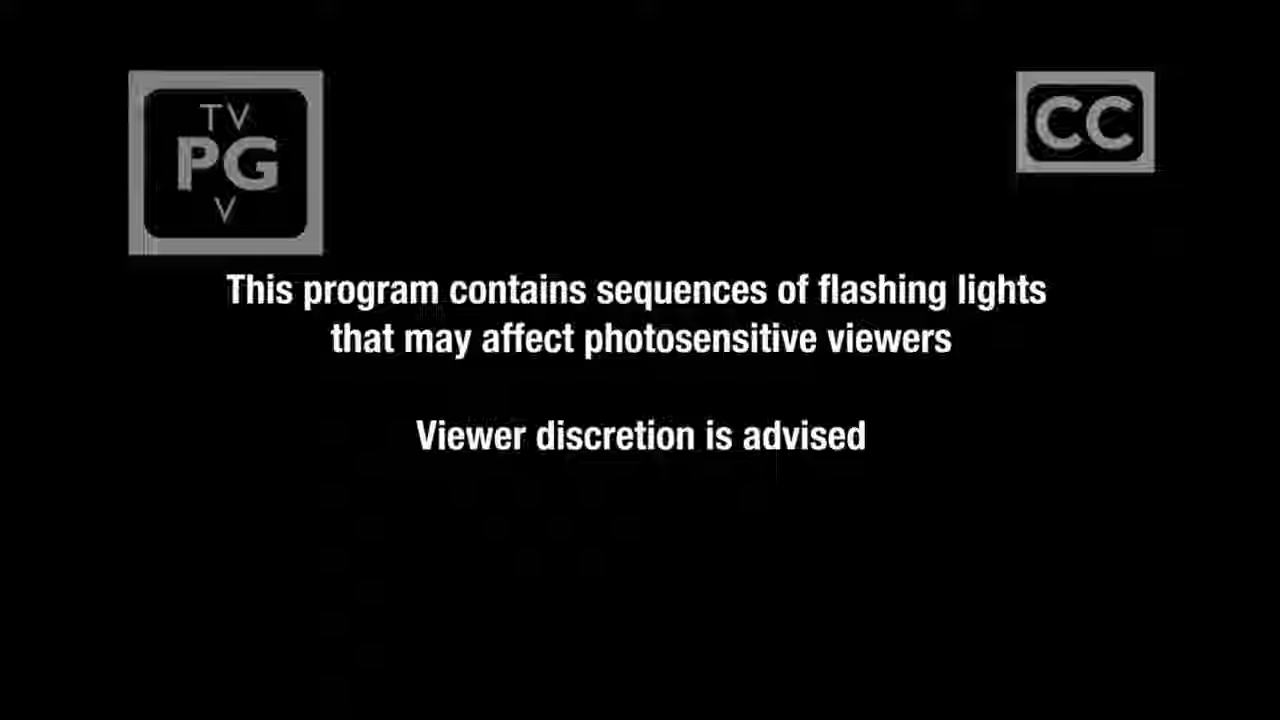 TV
PG
V
CC
This program contains sequences of flashing lights
that may affect photosensitive viewers
Viewer discretion is advised